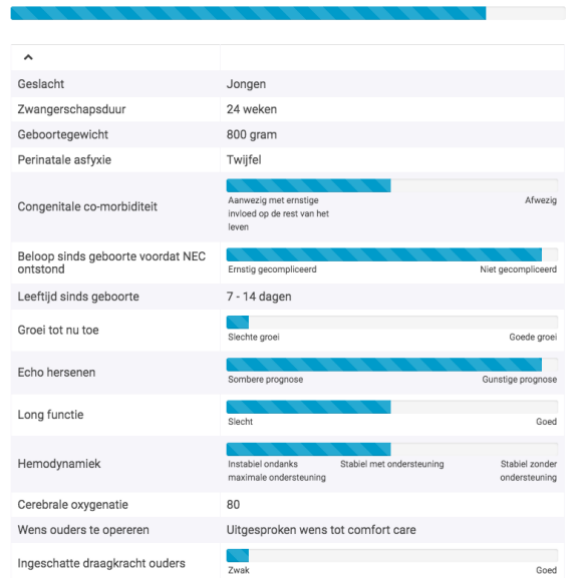 Geslacht Jongen
Zwangerschapsduur 24 weken
Geboortegewicht 800 gram
Perinatale asfyxie Twijfel
Congenitale co-morbiditeit
Aanwezig met ernstige
invloed op de rest van het
leven
Afwezig
Beloop sinds geboorte voordat NEC
ontstond
Ernstig gecompliceerd Niet gecompliceerd
Leeftijd sinds geboorte 7 - 14 dagen
Groei tot nu toe
Slechte groei Goede groei
Echo hersenen
Sombere prognose Gunstige prognose
Long functie
Slecht Goed
Hemodynamiek
Instabiel ondanks
maximale ondersteuning
Stabiel met ondersteuning
Stabiel zonder
ondersteuning
Cerebrale oxygenatie 80
Wens ouders te opereren Uitgesproken wens tot comfort care
Ingeschatte draagkracht ouders
Zwak Goed